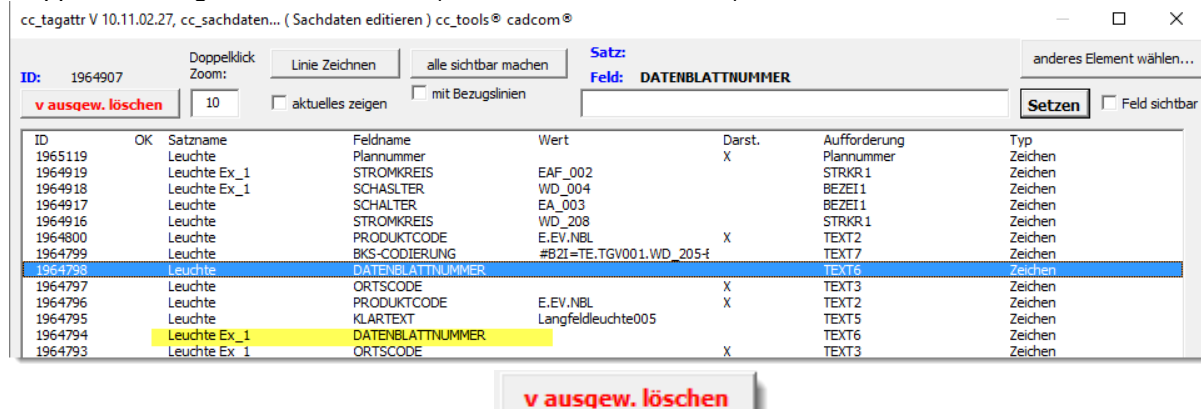 cc_tagattr V 10.11.02.27, cc_sachdaten... ( Sachdaten editieren ) cc_tools® cadcom®
ID: 1964907 Doppelklick Zoom: Linie Zeichnen alle sichtbar machen Satz: anderes Element wählen...
Feld: DATENBLATTNUMMER
v ausgew. löschen 10 aktuelles zeigen mit Bezugslinien Setzen Feld sichtbar
ID OK Satzname Feldname Wert Darst. Aufforderung Typ
1965119 Leuchte Plannummer X Plannummer Zeichen
1964919 Leuchte Ex_1 STROMKREIS EAF_002 STRKR1 Zeichen
1964918 Leuchte Ex_1 SCHASLTER WD_004 BEZEI1 Zeichen
1964917 Leuchte SCHALTER EA_003 BEZEI1 Zeichen
1964916 Leuchte STROMKREIS WD_208 STRKR1 Zeichen
1964800 Leuchte PRODUKTCODE E.EV.NBL X TEXT2 Zeichen
1964799 Leuchte BKS-CODIERUNG #B2I=TE.TGV001.WD_205-E TEXT7 Zeichen
1964798 Leuchte DATENBLATTNUMMER TEXT6 Zeichen
1964797 Leuchte ORTSCODE X TEXT3 Zeichen
1964796 Leuchte PRODUKTCODE E.EV.NBL X TEXT2 Zeichen
1964795 Leuchte KLARTEXT Langfeldleuchte005 TEXT5 Zeichen
1964794 Leuchte Ex_1 DATENBLATTNUMMER TEXT6 Zeichen
1964793 Leuchte Ex_1 ORTSCODE X TEXT3 Zeichen
v ausgew. löschen